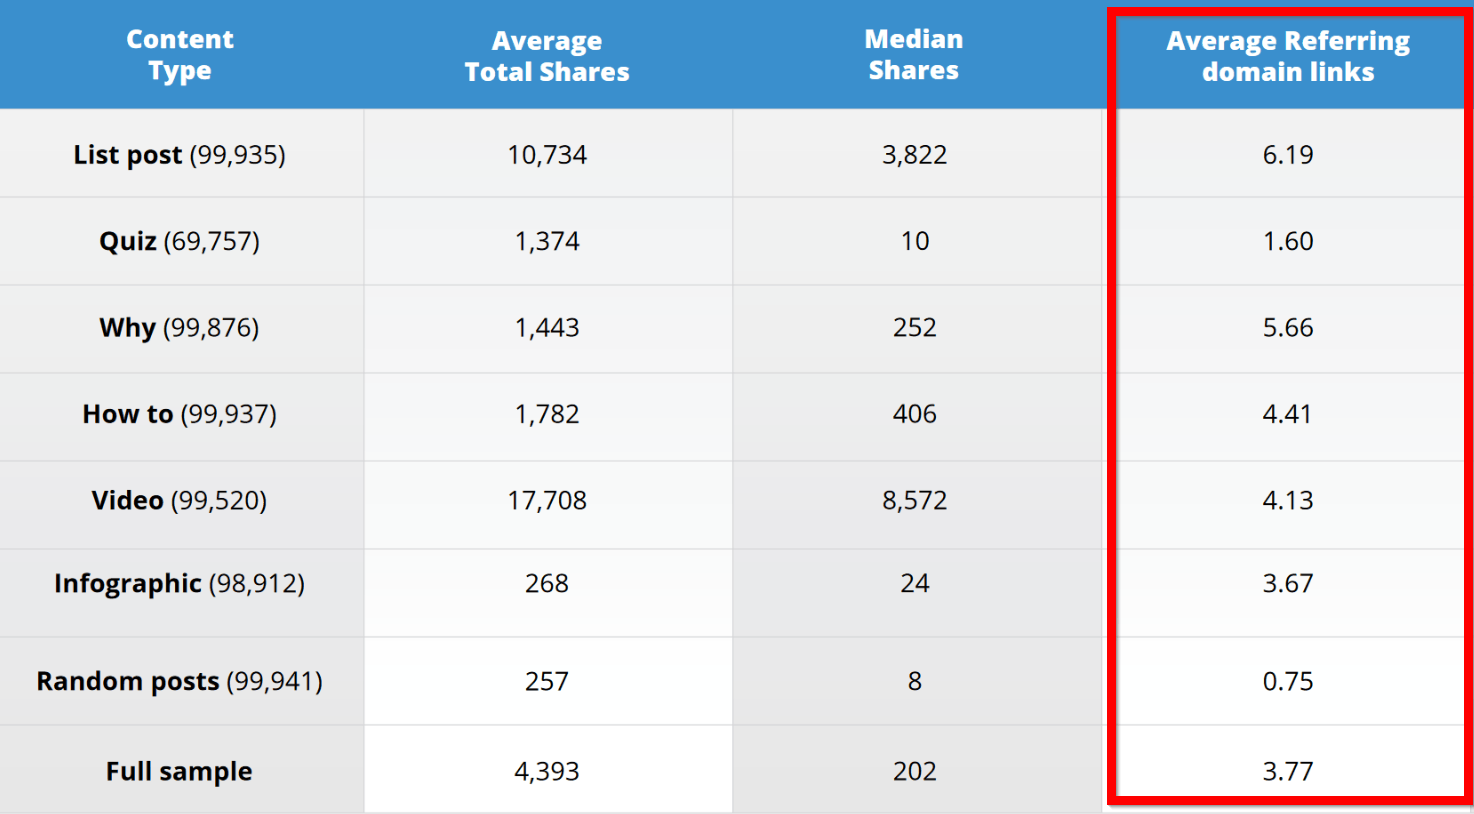 Content Type
Average Total Shares
Median Shares
Average Referring domain links
List post (99,935) 10,734 3,822 6.19
Quiz (69,757) 1,374 10 1.60
Why (99,876) 1,443 252 5.66
How to (99,937) 1,782 406 4.41
Video (99,520) 17,708 8,572 4.13
Infographic (98,912) 268 24 3.67
Random posts (99,941) 257 8 0.75
Full sample 4,393 202 3.77